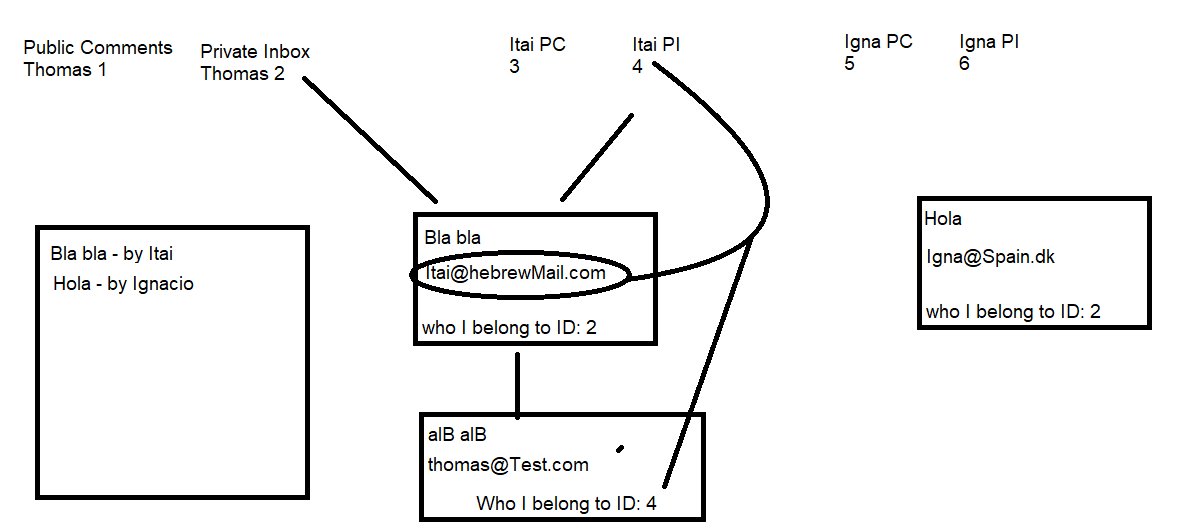 Public Comments
Thomas 1
Private Inbox
Thomas 2
Itai PC
3
Itai PI
4
Igna PC
5
Igna PI
6
Bla bla - by Itai
Hola - by Ignacio
Bla bla
Itai@hebrewMail.com
who I belong to ID: 2
alB alB
thomas@Test.com
Who I belong to ID: 4
Hola
Igna@Spain.dk
who I belong to ID: 2